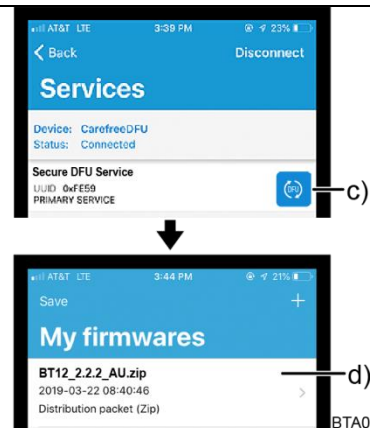 AT&T LTE 3:39 PM 23%
Back Disconnect
Services
Device: CarefreeDFU
Status: Connected
Secure DFU Service
UUID 0xFE59
PRIMARY SERVICE
DFU
c)
AT&T LTE 3:44 PM 21%
Save +
My firmwares
BT12_2.2.2_AU.zip
d)
2019-03-22 08:40:46
Distribution packet (Zip)
BTA0